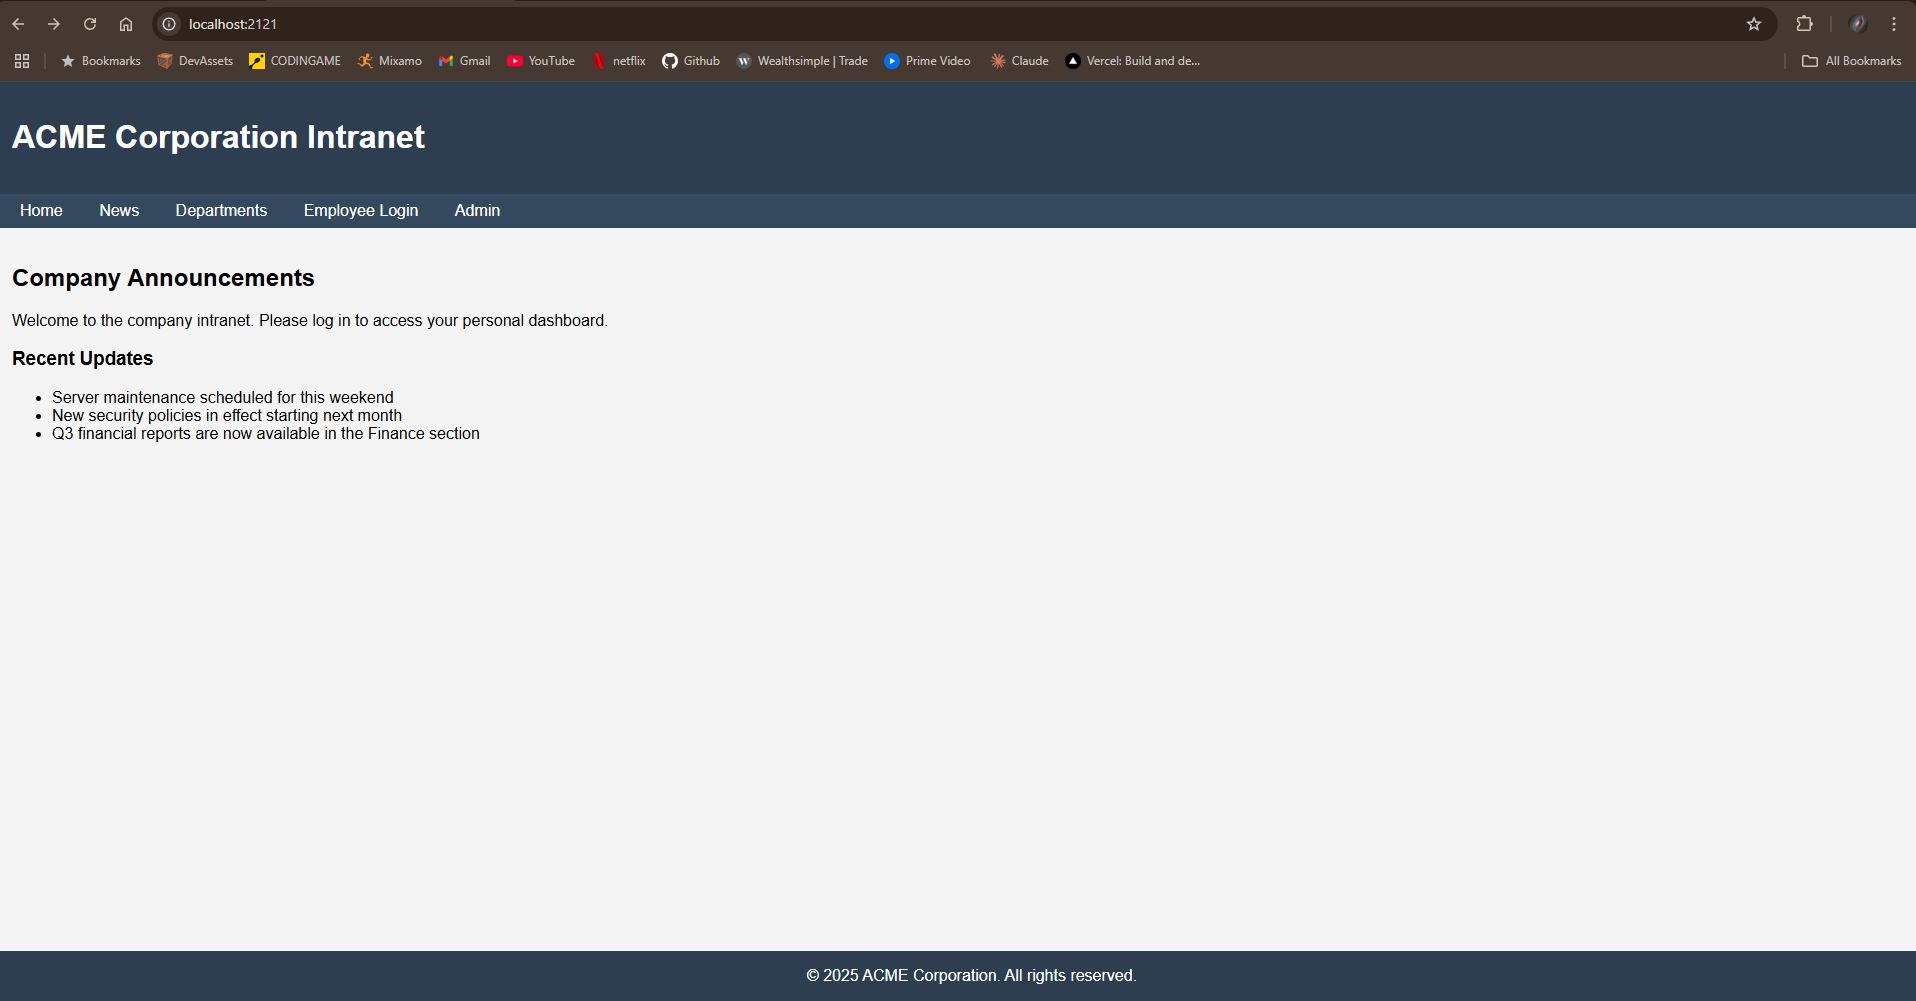 localhost:2121
Bookmarks DevAssets CODINGAME Mixamo Gmail YouTube netflix Github Wealthsimple | Trade Prime Video Claude Vercel: Build and de... All Bookmarks
ACME Corporation Intranet
Home News Departments Employee Login Admin
Company Announcements
Welcome to the company intranet. Please log in to access your personal dashboard.
Recent Updates
• Server maintenance scheduled for this weekend
• New security policies in effect starting next month
• Q3 financial reports are now available in the Finance section
© 2025 ACME Corporation. All rights reserved.